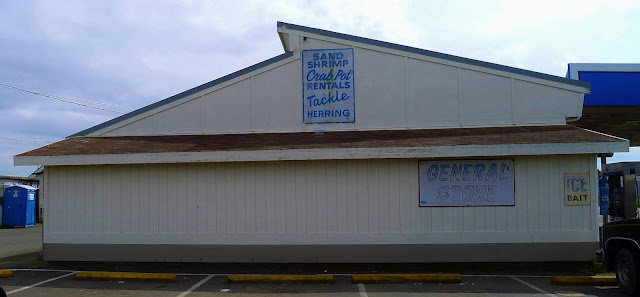 SAND
SHRIMP
Crab Pot
RENTALS
Tackle
HERRING
GENERAL
STORE
ICE
BAIT